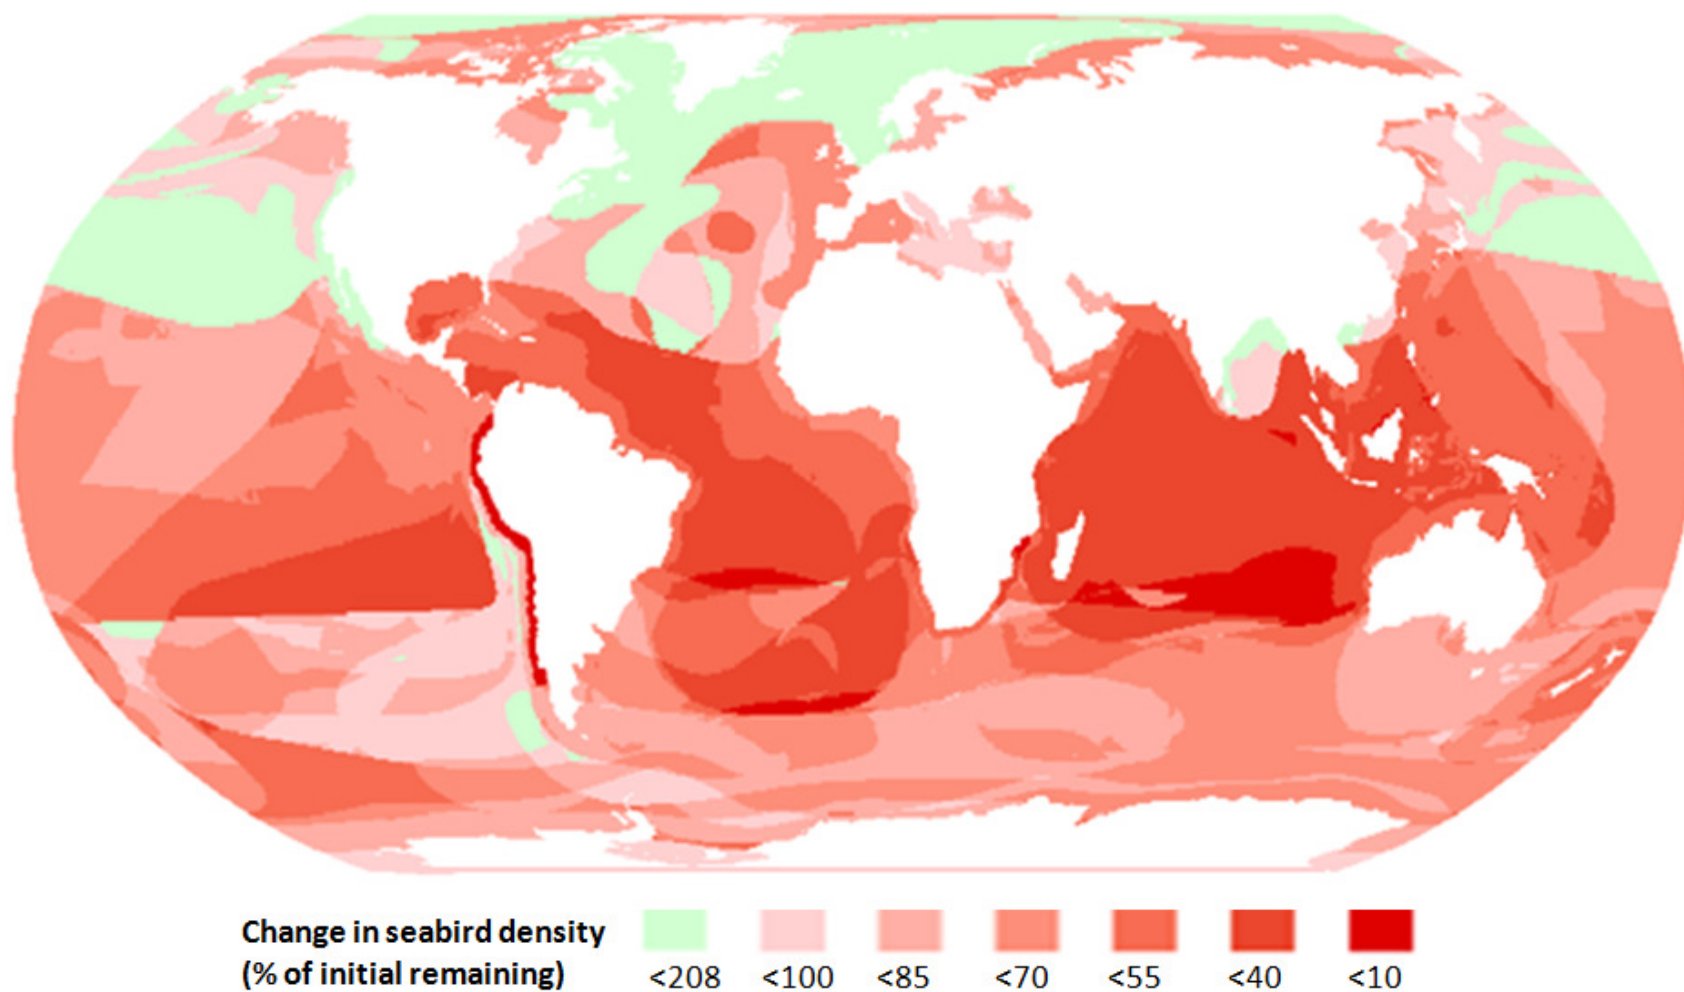 Change in seabird density
(% of initial remaining)
<208 <100 <85 <70 <55 <40 <10